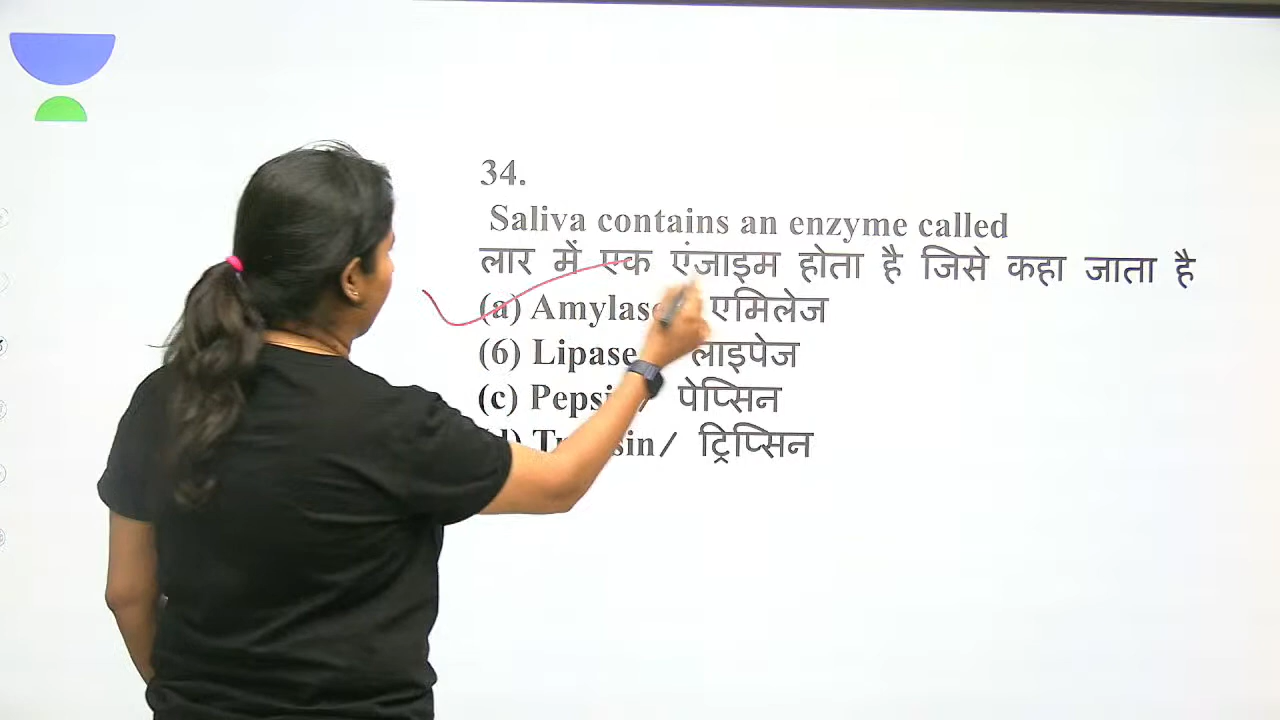 34.
Saliva contains an enzyme called
लार में एक एंजाइम होता है जिसे कहा जाता है
(a) एमिलेज
(6) Lipase लाइपेज
(c) / पेप्सिन
/ ट्रिप्सिन